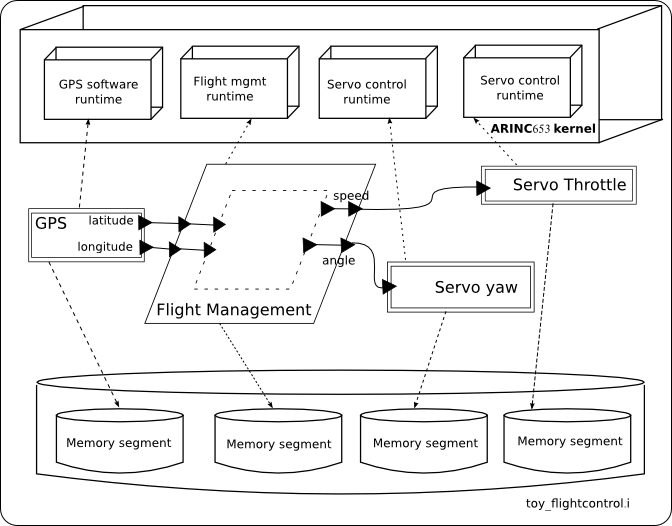 GPS software
runtime
Flight mgmt
runtime
Servo control
runtime
Servo control
runtime
ARINC653 kernel
GPS
latitude
longitude
speed
angle
Flight Management
Servo Throttle
Servo yaw
Memory segment
Memory segment
Memory segment
Memory segment
toy_flightcontrol.i